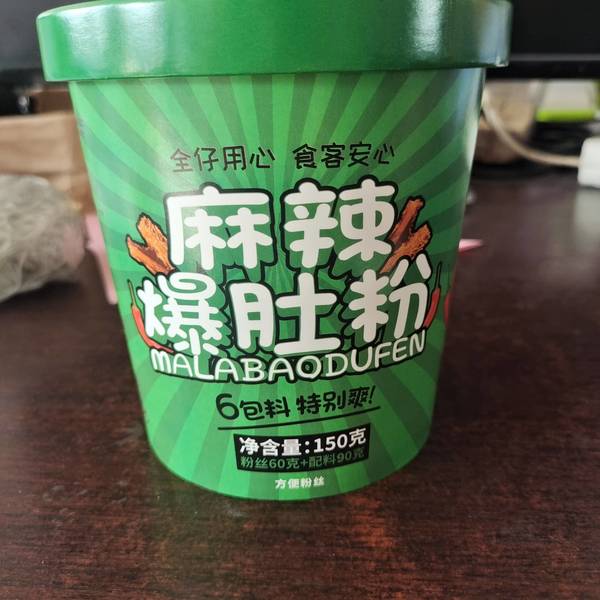 全仔用心 食客安心
麻辣
爆肚粉
MALABAODUFEN
6包料 特别爽!
净含量:150克
粉丝60克+配料90克
方便粉丝